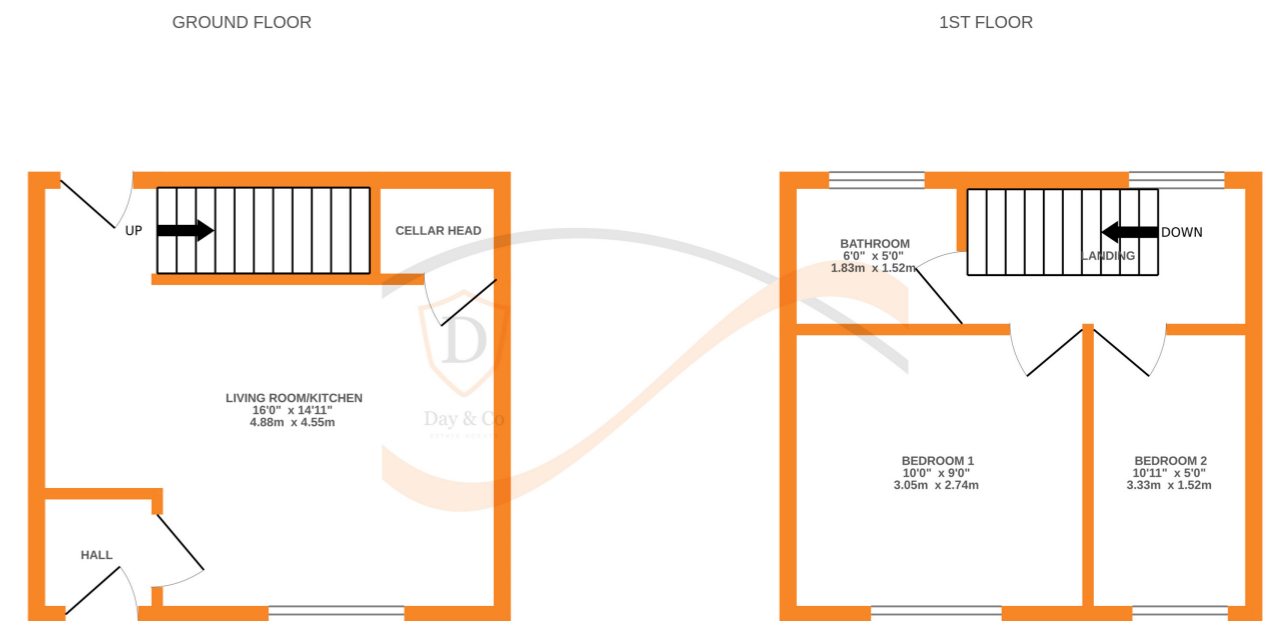 GROUND FLOOR
1ST FLOOR
UP
CELLAR HEAD
LIVING ROOM/KITCHEN
16'0" x 14'11"
4.88m x 4.55m
HALL
D
Day & Co
BATHROOM
6'0" x 5'0"
1.83m x 1.52m
DOWN
LANDING
BEDROOM 1
10'0" x 9'0"
3.05m x 2.74m
BEDROOM 2
10'11" x 5'0"
3.33m x 1.52m